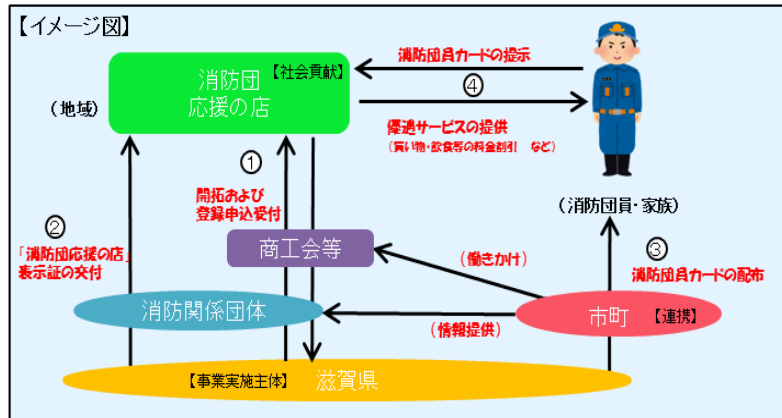 【イメージ図】
消防団
応援の店
【社会貢献】
(地域)
消防団員カードの提示
④
優遇サービスの提供
(買い物・飲食等の料金割引 など)
(消防団員・家族)
①
開拓および
登録申込受付
②
「消防団応援の店」
表示証の交付
商工会等
(働きかけ)
③
消防団員カードの配布
消防関係団体
(情報提供)
市町
【連携】
【事業実施主体】
滋賀県